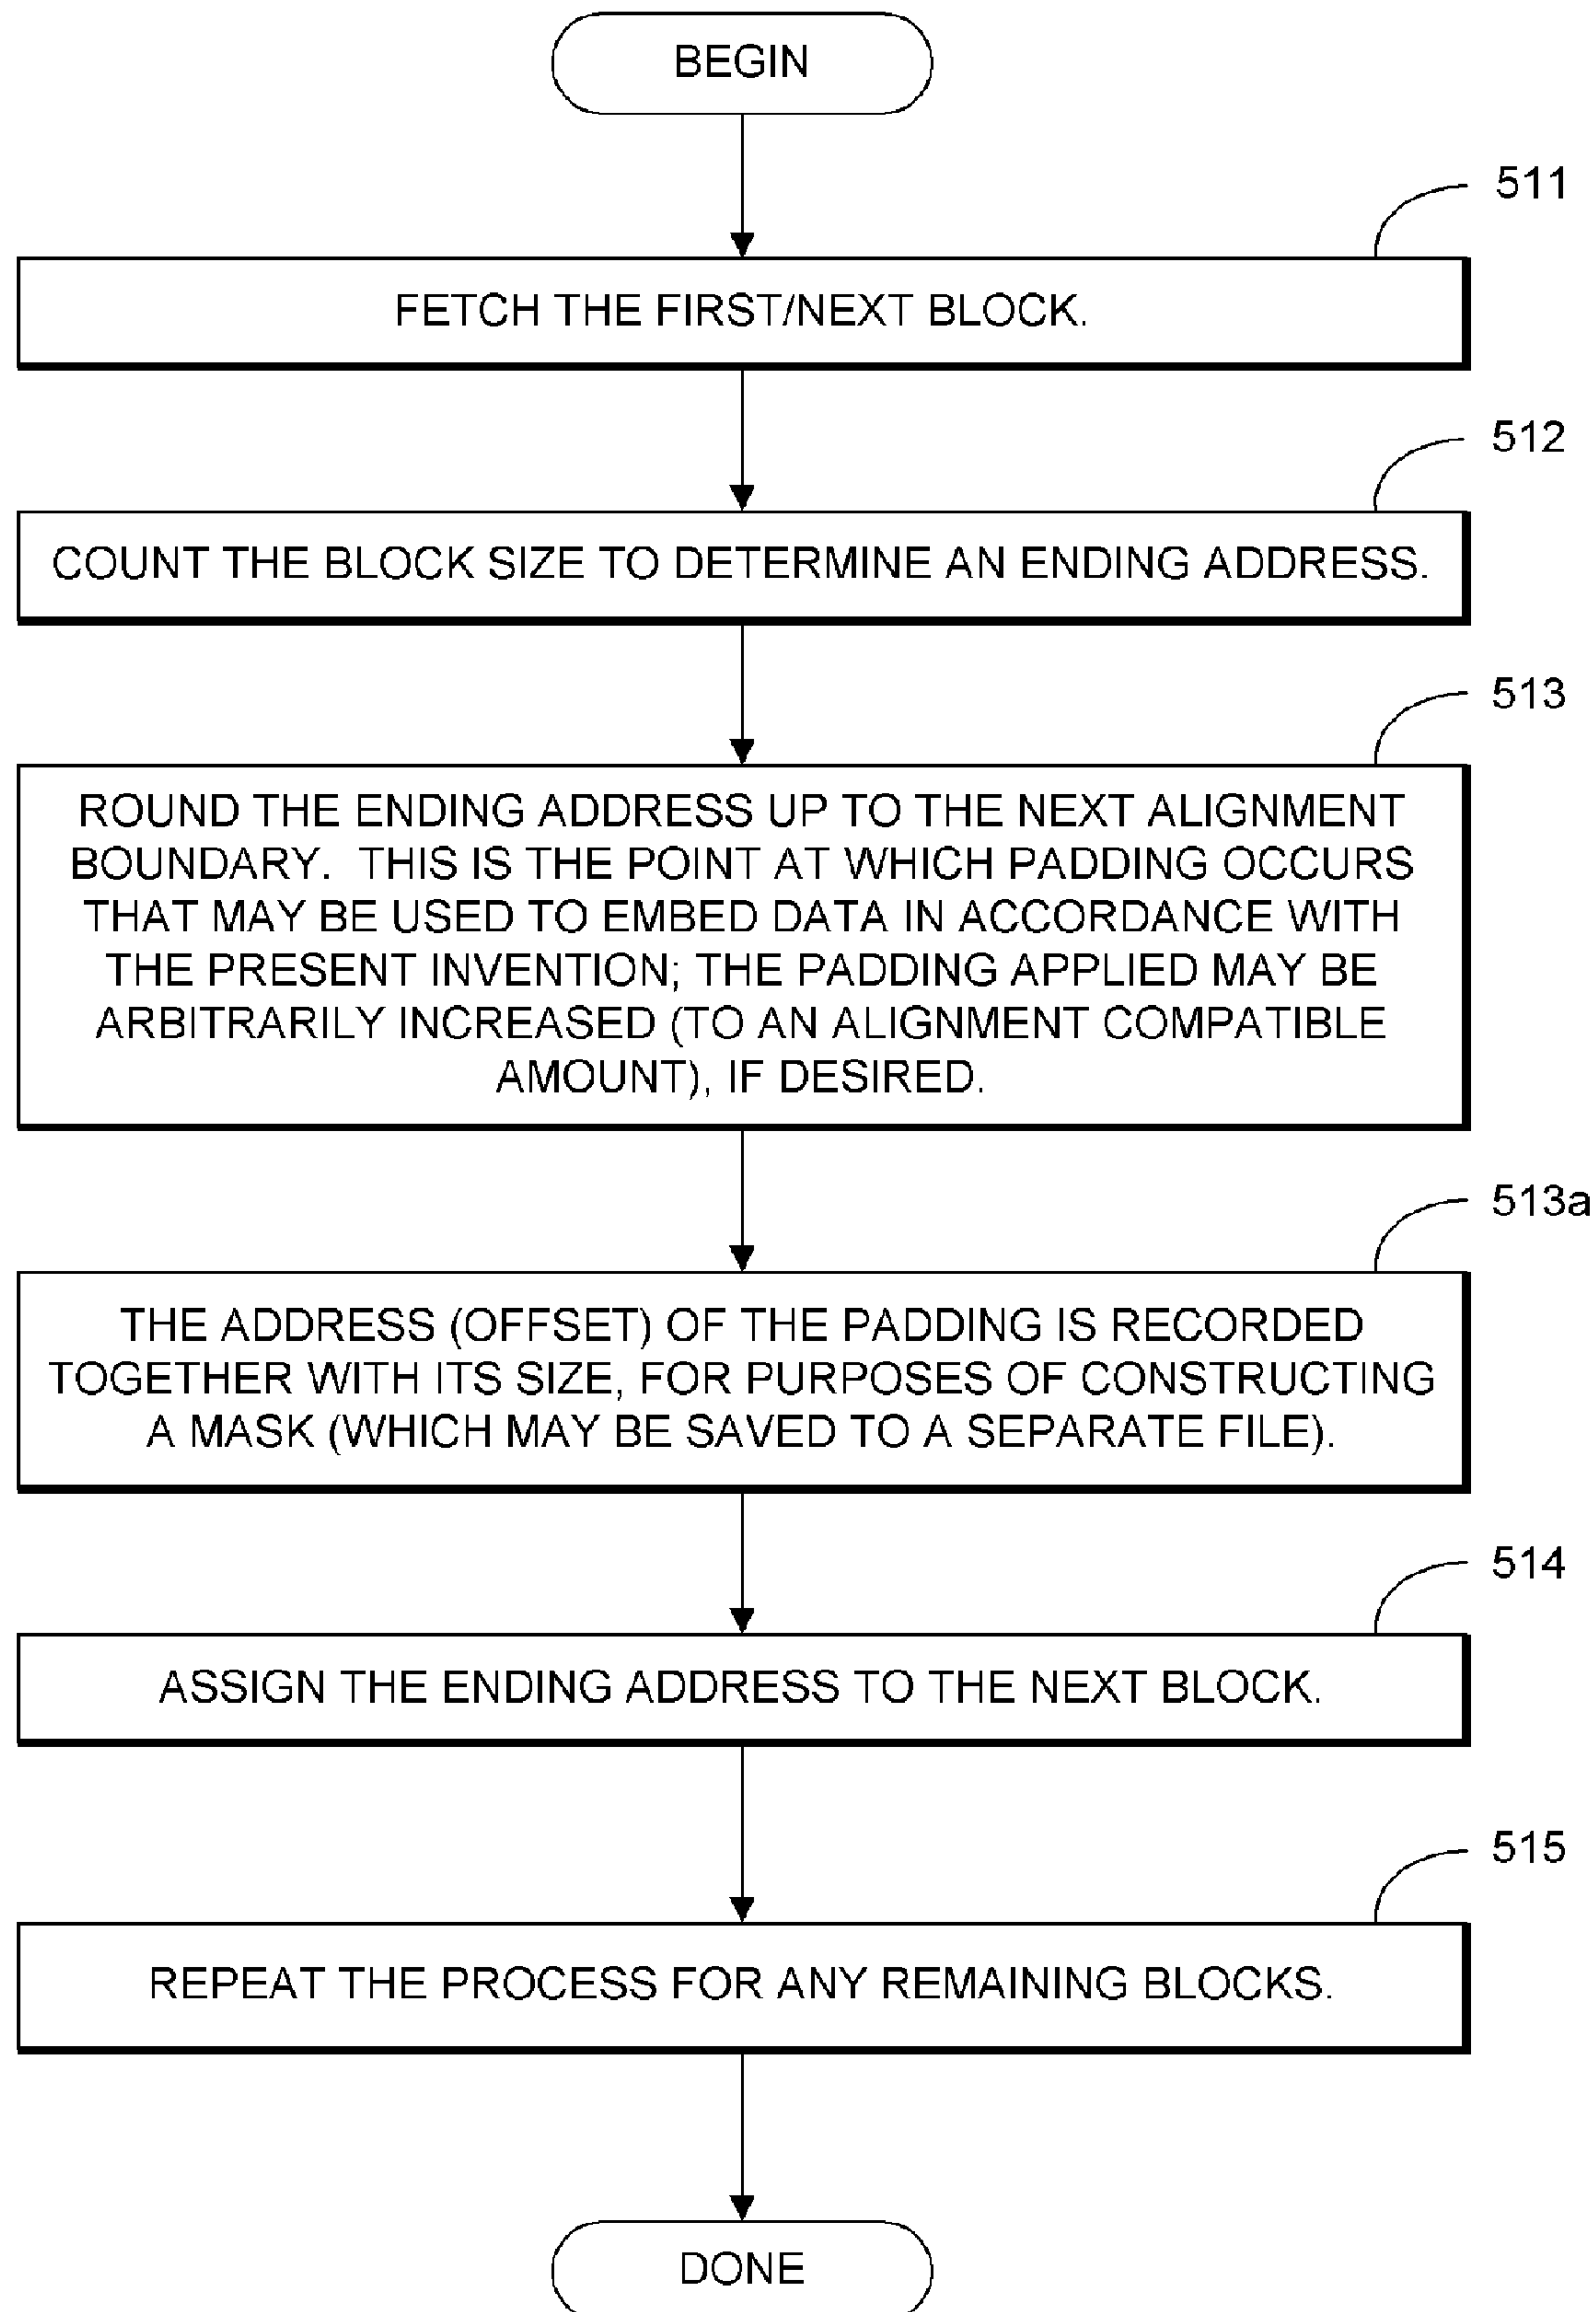 BEGIN
511
FETCH THE FIRST/NEXT BLOCK.
512
COUNT THE BLOCK SIZE TO DETERMINE AN ENDING ADDRESS.
513
ROUND THE ENDING ADDRESS UP TO THE NEXT ALIGNMENT
BOUNDARY. THIS IS THE POINT AT WHICH PADDING OCCURS
THAT MAY BE USED TO EMBED DATA IN ACCORDANCE WITH
THE PRESENT INVENTION; THE PADDING APPLIED MAY BE
ARBITRARILY INCREASED (TO AN ALIGNMENT COMPATIBLE
AMOUNT), IF DESIRED.
513a
THE ADDRESS (OFFSET) OF THE PADDING IS RECORDED
TOGETHER WITH ITS SIZE, FOR PURPOSES OF CONSTRUCTING
A MASK (WHICH MAY BE SAVED TO A SEPARATE FILE).
514
ASSIGN THE ENDING ADDRESS TO THE NEXT BLOCK.
515
REPEAT THE PROCESS FOR ANY REMAINING BLOCKS.
DONE